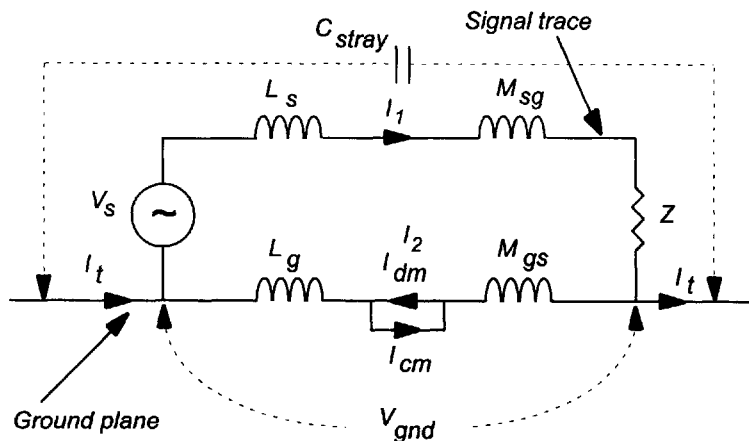 Signal trace
C stray
L s
I 1
M sg
V s
~
Z
I t
L g
I 2
I dm
M gs
I t
I cm
Ground plane
V gnd